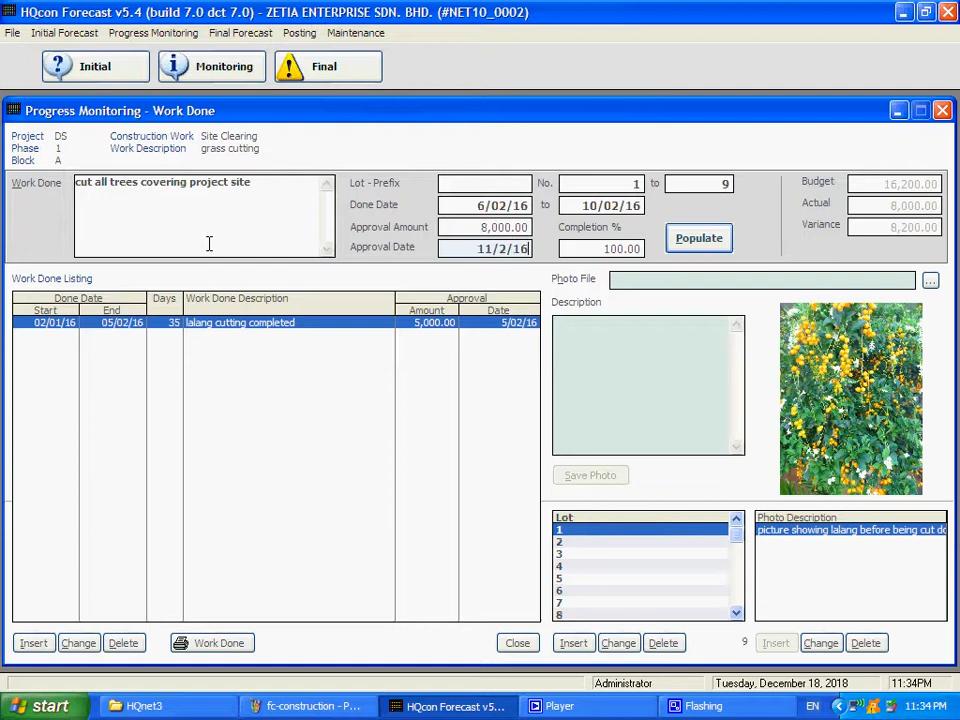 HQcon Forecast v5.4 (build 7.0 dct 7.0) - ZETIA ENTERPRISE SDN. BHD. (#NET10_0002)
File Initial Forecast Progress Monitoring Final Forecast Posting Maintenance
Initial Monitoring Final
Progress Monitoring - Work Done
Project DS Construction Work Site Clearing
Phase 1 Work Description grass cutting
Block A
Work Done cut all trees covering project site Lot - Prefix No. 1 to 9 Budget 16,200.00
Done Date 6/02/16 to 10/02/16 Actual 8,000.00
Approval Amount 8,000.00 Completion % Populate Variance 8,200.00
Approval Date 11/2/16 100.00
Work Done Listing Photo File ...
Done Date Days Work Done Description Approval Description
Start End Amount Date
02/01/16 05/02/16 35 lalang cutting completed 5,000.00 5/02/16
Save Photo
Lot Photo Description
1 picture showing lalang before being cut do
2
3
4
5
6
7
8
Insert Change Delete Work Done Close Insert Change Delete 9 Insert Change Delete
Administrator Tuesday, December 18, 2018 11:34PM
start HQnet3 fc-construction - P... HQcon Forecast v5... Player Flashing EN 11:34 PM